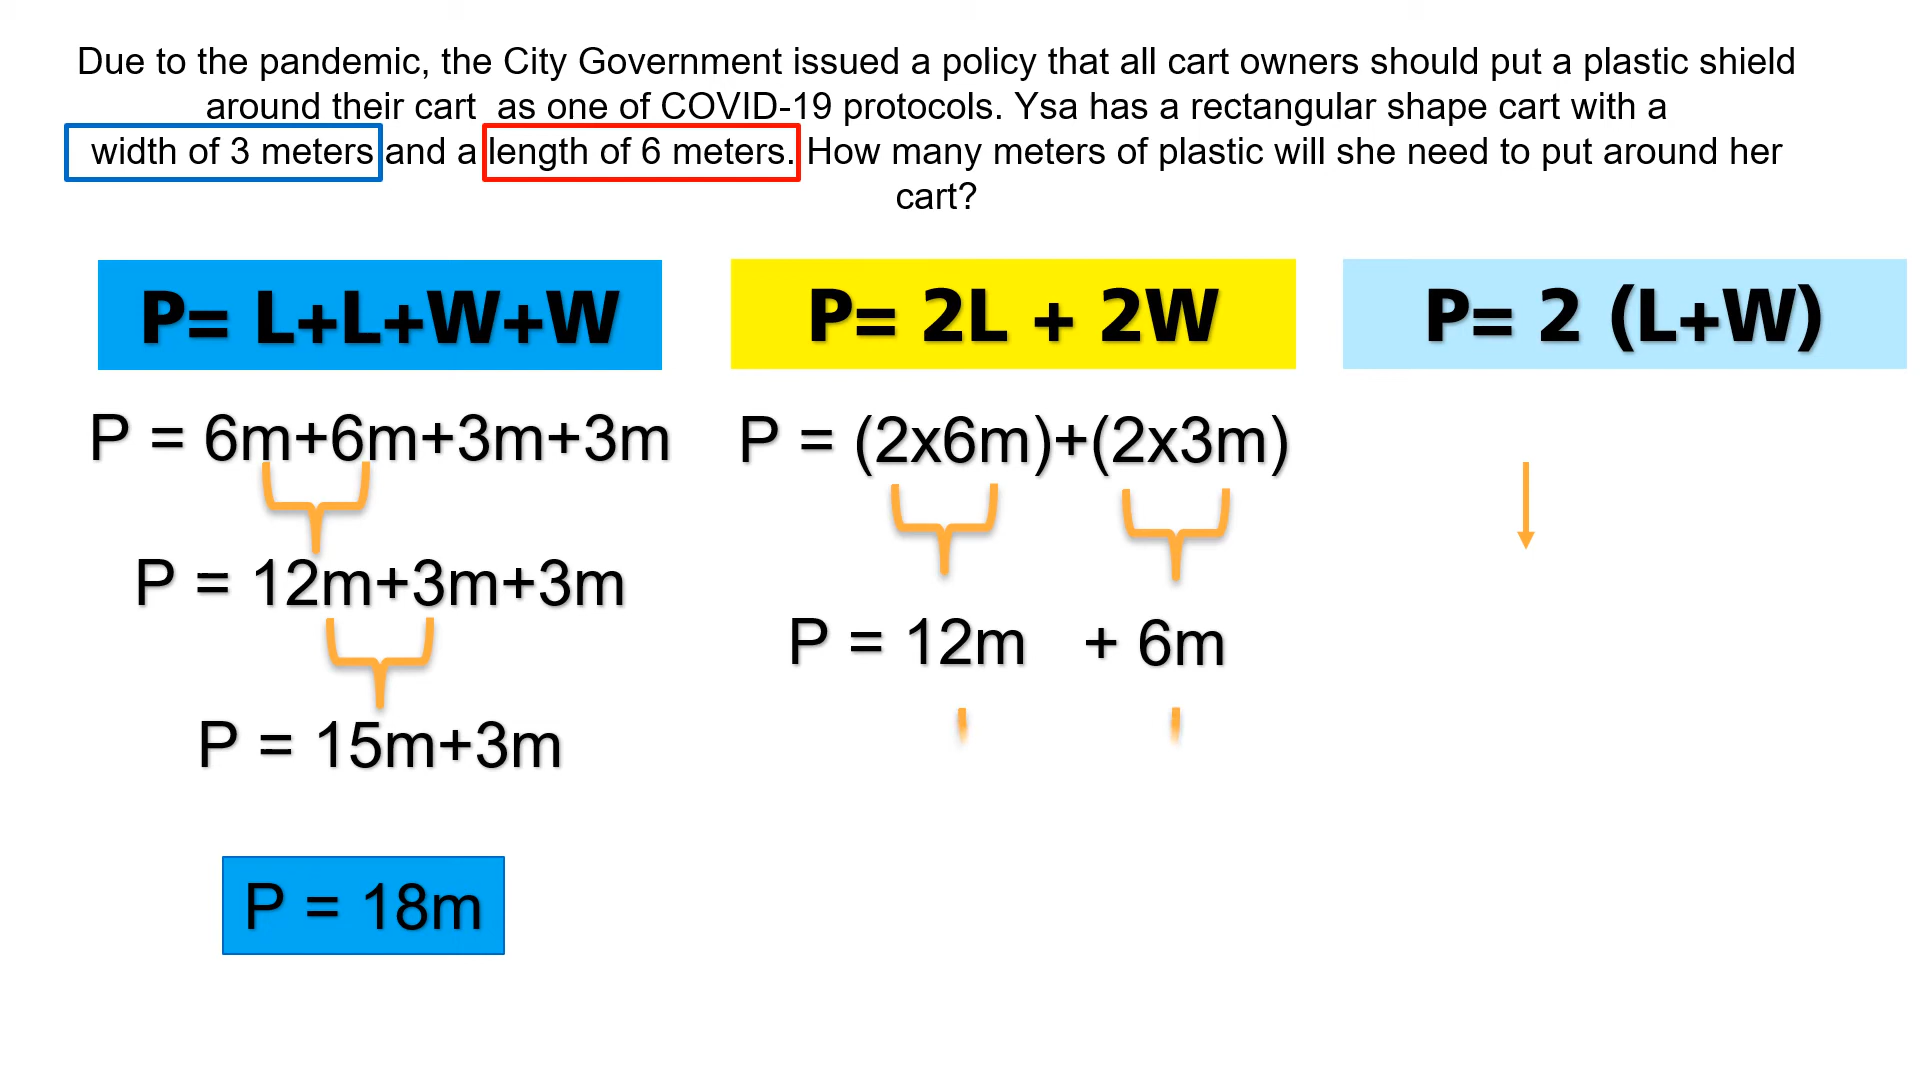 Due to the pandemic, the City Government issued a policy that all cart owners should put a plastic shield
around their cart as one of COVID-19 protocols. Ysa has a rectangular shape cart with a
width of 3 meters and a length of 6 meters. How many meters of plastic will she need to put around her
cart?
P= L+L+W+W
P = 6m+6m+3m+3m
P = 12m+3m+3m
P = 15m+3m
P = 18m
P= 2L + 2W
P = (2x6m)+(2x3m)
P = 12m + 6m
P= 2 (L+W)